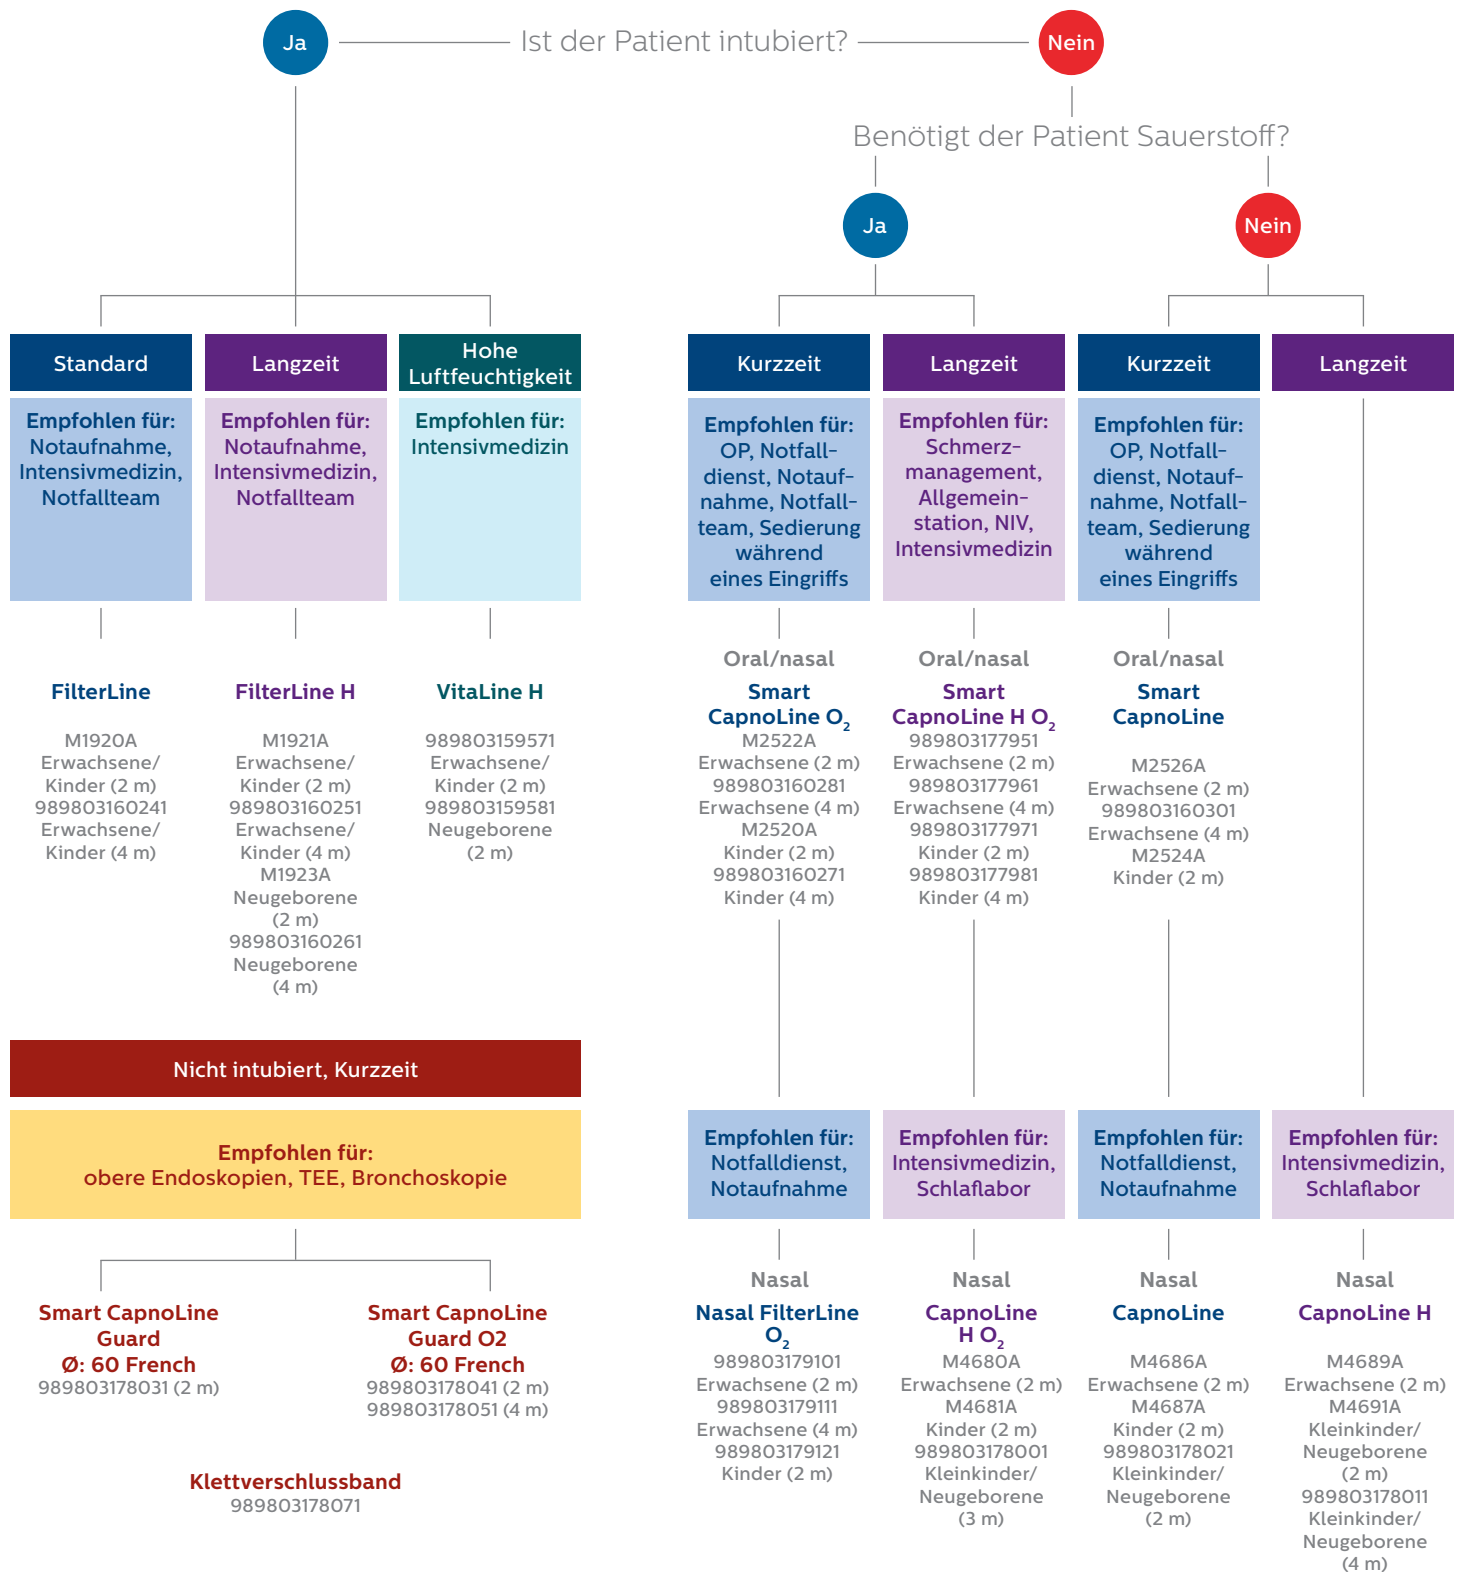 Ja
Ist der Patient intubiert?
Nein
Benötigt der Patient Sauerstoff?
Ja
Nein
Standard
Empfohlen für:
Notaufnahme,
Intensivmedizin,
Notfallteam
FilterLine
M1920A
Erwachsene/
Kinder (2 m)
989803160241
Erwachsene/
Kinder (4 m)
Langzeit
Empfohlen für:
Notaufnahme,
Intensivmedizin,
Notfallteam
FilterLine H
M1921A
Erwachsene/
Kinder (2 m)
989803160251
Erwachsene/
Kinder (4 m)
M1923A
Neugeborene
(2 m)
989803160261
Neugeborene
(4 m)
Hohe
Luftfeuchtigkeit
Empfohlen für:
Intensivmedizin
VitaLine H
989803159571
Erwachsene/
Kinder (2 m)
989803159581
Neugeborene
(2 m)
Kurzzeit
Empfohlen für:
OP, Notfall-
dienst, Notauf-
nahme, Notfall-
team, Sedierung
während
eines Eingriffs
Oral/nasal
Smart
CapnoLine O₂
M2522A
Erwachsene (2 m)
989803160281
Erwachsene (4 m)
M2520A
Kinder (2 m)
989803160271
Kinder (4 m)
Langzeit
Empfohlen für:
Schmerz-
management,
Allgemein-
station, NIV,
Intensivmedizin
Oral/nasal
Smart
CapnoLine H O₂
989803177951
Erwachsene (2 m)
989803177961
Erwachsene (4 m)
989803177971
Kinder (2 m)
989803177981
Kinder (4 m)
Kurzzeit
Empfohlen für:
OP, Notfall-
dienst, Notauf-
nahme, Notfall-
team, Sedierung
während
eines Eingriffs
Oral/nasal
Smart
CapnoLine
M2526A
Erwachsene (2 m)
989803160301
Erwachsene (4 m)
M2524A
Kinder (2 m)
Langzeit
Nicht intubiert, Kurzzeit
Empfohlen für:
obere Endoskopien, TEE, Bronchoskopie
Smart CapnoLine
Guard
Ø: 60 French
989803178031 (2 m)
Smart CapnoLine
Guard O2
Ø: 60 French
989803178041 (2 m)
989803178051 (4 m)
Klettverschlussband
989803178071
Empfohlen für:
Notfalldienst,
Notaufnahme
Nasal
Nasal FilterLine
O₂
989803179101
Erwachsene (2 m)
989803179111
Erwachsene (4 m)
989803179121
Kinder (2 m)
Empfohlen für:
Intensivmedizin,
Schlaflabor
Nasal
CapnoLine
H O₂
M4680A
Erwachsene (2 m)
M4681A
Kinder (2 m)
989803178001
Kleinkinder/
Neugeborene
(3 m)
Empfohlen für:
Notfalldienst,
Notaufnahme
Nasal
CapnoLine
M4686A
Erwachsene (2 m)
M4687A
Kinder (2 m)
989803178021
Kleinkinder/
Neugeborene
(2 m)
Empfohlen für:
Intensivmedizin,
Schlaflabor
Nasal
CapnoLine H
M4689A
Erwachsene (2 m)
M4691A
Kleinkinder/
Neugeborene
(2 m)
989803178011
Kleinkinder/
Neugeborene
(4 m)